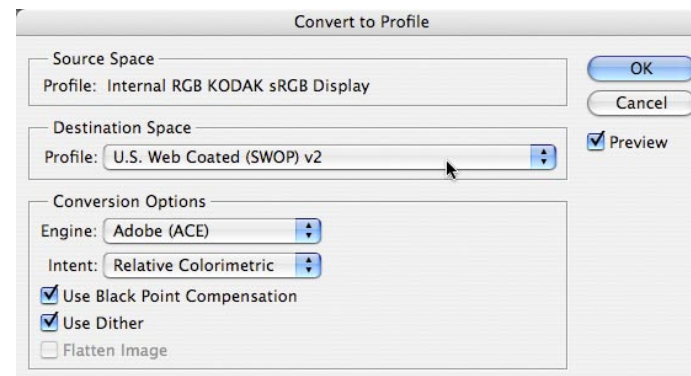 Convert to Profile
Source Space
Profile: Internal RGB KODAK sRGB Display
OK
Cancel
Destination Space
Profile: U.S. Web Coated (SWOP) v2
Preview
Conversion Options
Engine: Adobe (ACE)
Intent: Relative Colorimetric
Use Black Point Compensation
Use Dither
Flatten Image